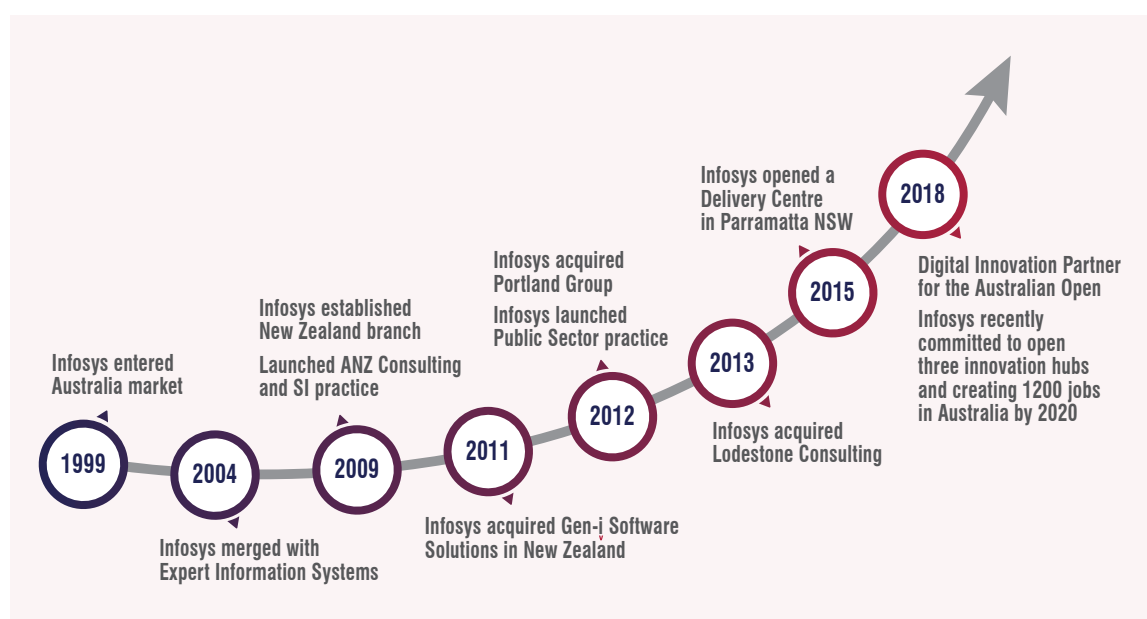 1999
Infosys entered
Australia market
2004
Infosys merged with
Expert Information Systems
2009
Infosys established
New Zealand branch
Launched ANZ Consulting
and SI practice
2011
Infosys acquired Gen-i Software
Solutions in New Zealand
2012
Infosys acquired
Portland Group
Infosys launched
Public Sector practice
2013
Infosys acquired
Lodestone Consulting
2015
Infosys opened a
Delivery Centre
in Parramatta NSW
2018
Digital Innovation Partner
for the Australian Open
Infosys recently
committed to open
three innovation hubs
and creating 1200 jobs
in Australia by 2020